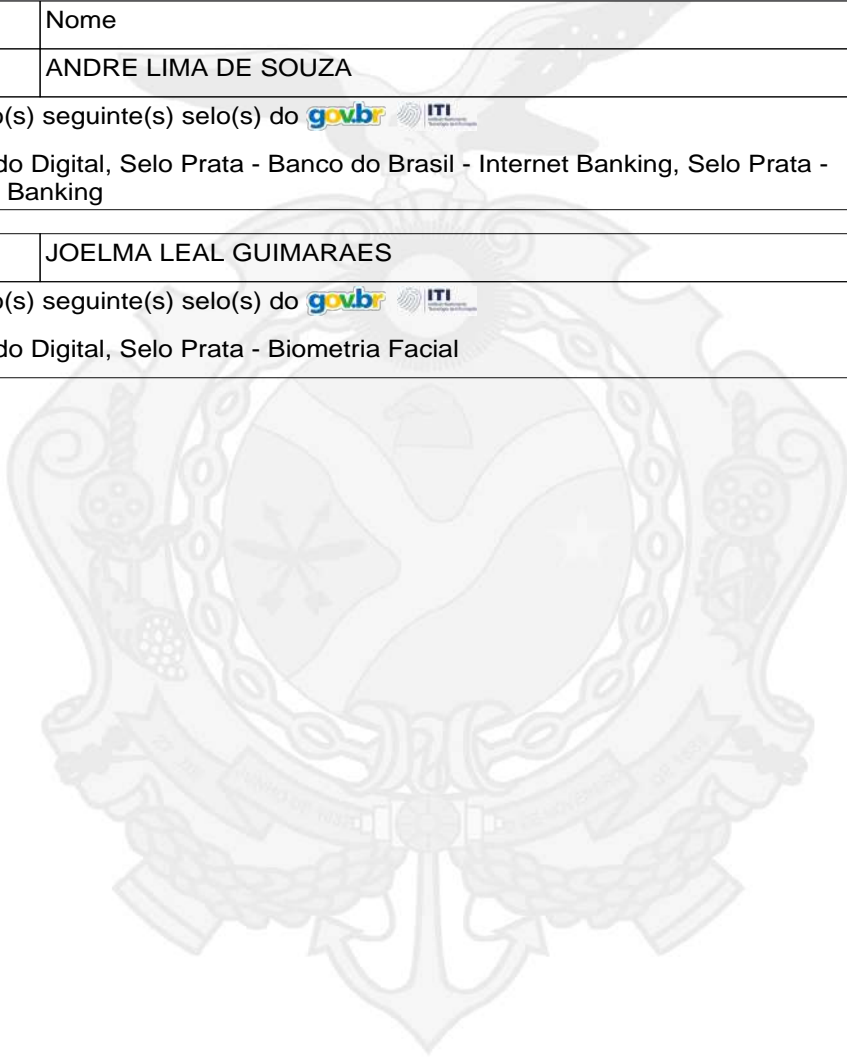 Nome
ANDRE LIMA DE SOUZA
o(s) seguinte(s) selo(s) do gov.br ITI
do Digital, Selo Prata - Banco do Brasil - Internet Banking, Selo Prata -
Banking
JOELMA LEAL GUIMARAES
o(s) seguinte(s) selo(s) do gov.br ITI
do Digital, Selo Prata - Biometria Facial